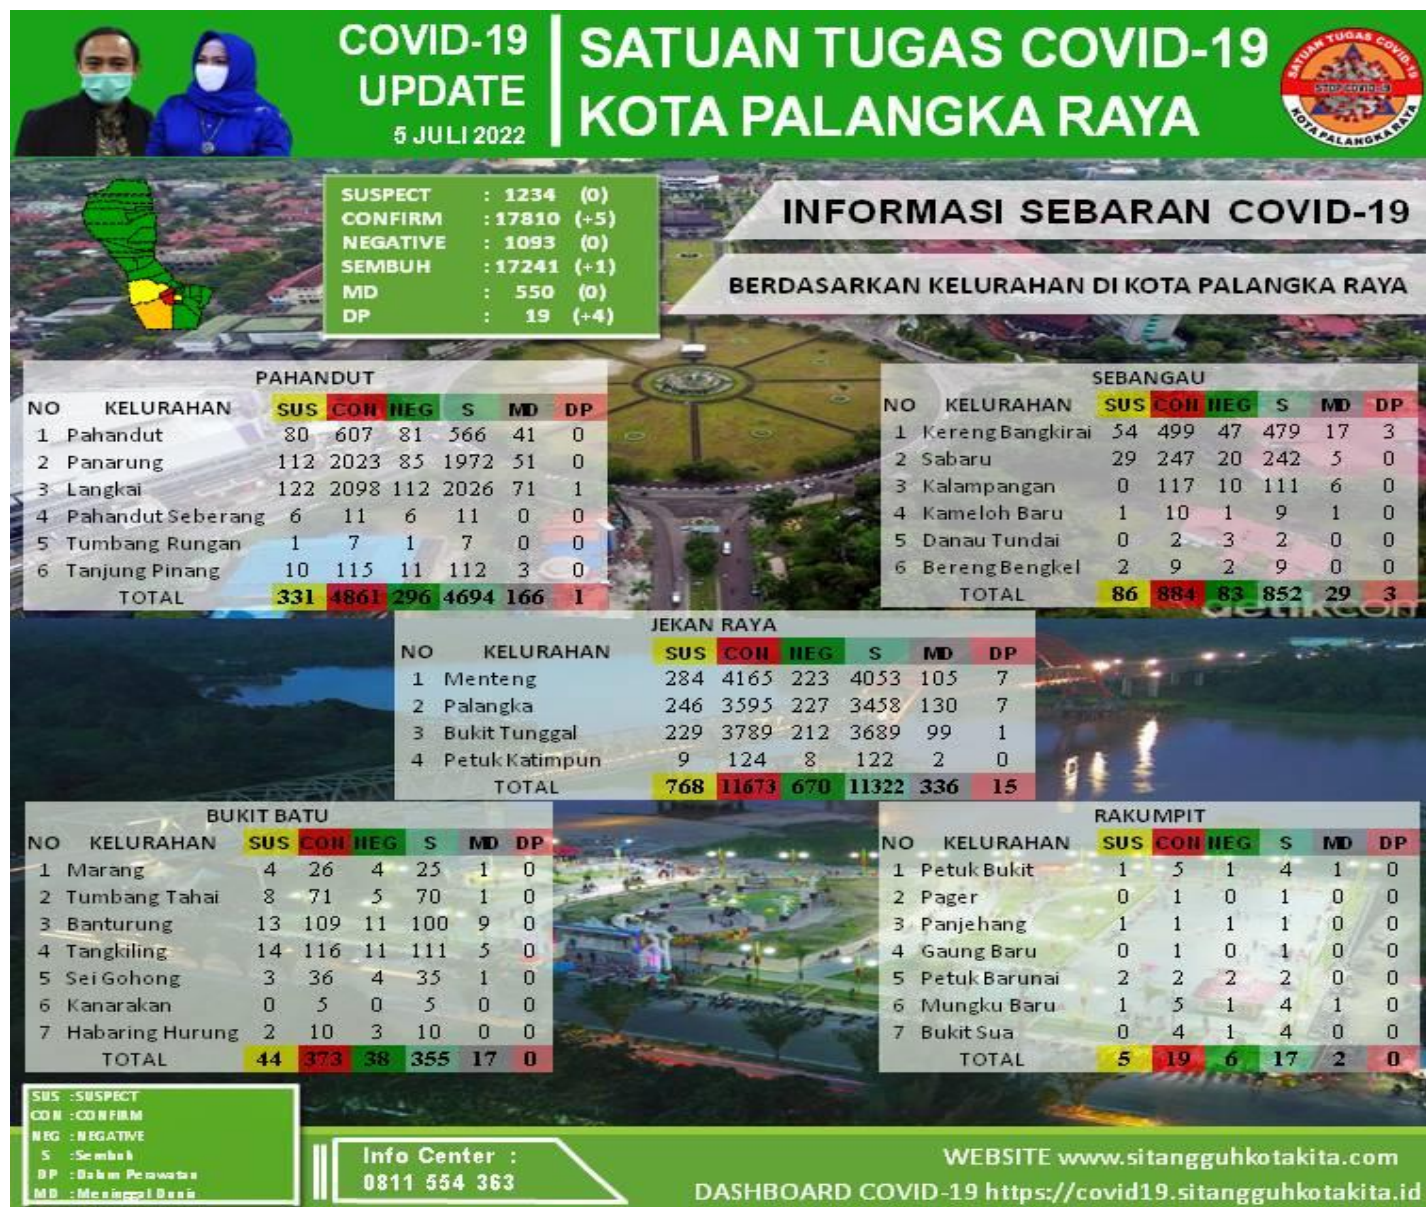 COVID-19
UPDATE
5 JULI 2022
SATUAN TUGAS COVID-19
KOTA PALANGKA RAYA
SATUAN TUGAS COVID-19
STOP COVID-19
KOTA PALANGKA RAYA
SUSPECT : 1234 (0)
CONFIRM : 17810 (+5)
NEGATIVE : 1093 (0)
SEMBUH : 17241 (+1)
MD : 550 (0)
DP : 19 (+4)
INFORMASI SEBARAN COVID-19
BERDASARKAN KELURAHAN DI KOTA PALANGKA RAYA
PAHANDUT
NO KELURAHAN SUS CON NEG S MD DP
1 Pahandut 80 607 81 566 41 0
2 Panarung 112 2023 85 1972 51 0
3 Langkai 122 2098 112 2026 71 1
4 Pahandut Seberang 6 11 6 11 0 0
5 Tumbang Rungan 1 7 1 7 0 0
6 Tanjung Pinang 10 115 11 112 3 0
TOTAL 331 4861 296 4694 166 1
SEBANGAU
NO KELURAHAN SUS CON NEG S MD DP
1 Kereng Bangkirai 54 499 47 479 17 3
2 Sabaru 29 247 20 242 5 0
3 Kalampangan 0 117 10 111 6 0
4 Kameloh Baru 1 10 1 9 1 0
5 Danau Tundai 0 2 3 2 0 0
6 Bereng Bengkel 2 9 2 9 0 0
TOTAL 86 884 83 852 29 3
detikcom
JEKAN RAYA
NO KELURAHAN SUS CON NEG S MD DP
1 Menteng 284 4165 223 4053 105 7
2 Palangka 246 3595 227 3458 130 7
3 Bukit Tunggal 229 3789 212 3689 99 1
4 Petuk Katimpun 9 124 8 122 2 0
TOTAL 768 11673 670 11322 336 15
BUKIT BATU
NO KELURAHAN SUS CON NEG S MD DP
1 Marang 4 26 4 25 1 0
2 Tumbang Tahai 8 71 5 70 1 0
3 Banturung 13 109 11 100 9 0
4 Tangkiling 14 116 11 111 5 0
5 Sei Gohong 3 36 4 35 1 0
6 Kanarakan 0 5 0 5 0 0
7 Habaring Hurung 2 10 3 10 0 0
TOTAL 44 373 38 355 17 0
RAKUMPIT
NO KELURAHAN SUS CON NEG S MD DP
1 Petuk Bukit 1 5 1 4 1 0
2 Pager 0 1 0 1 0 0
3 Panjehang 1 1 1 1 0 0
4 Gaung Baru 0 1 0 1 0 0
5 Petuk Barunai 2 2 2 2 0 0
6 Mungku Baru 1 5 1 4 1 0
7 Bukit Sua 0 4 1 4 0 0
TOTAL 5 19 6 17 2 0
SUS :SUSPECT
CON :CONFIRM
NEG :NEGATIVE
S :Sembuh
DP :Dalam Perawatan
MD :Meninggal Dunia
Info Center :
0811 554 363
WEBSITE www.sitangguhkotakita.com
DASHBOARD COVID-19 https://covid19.sitangguhkotakita.id